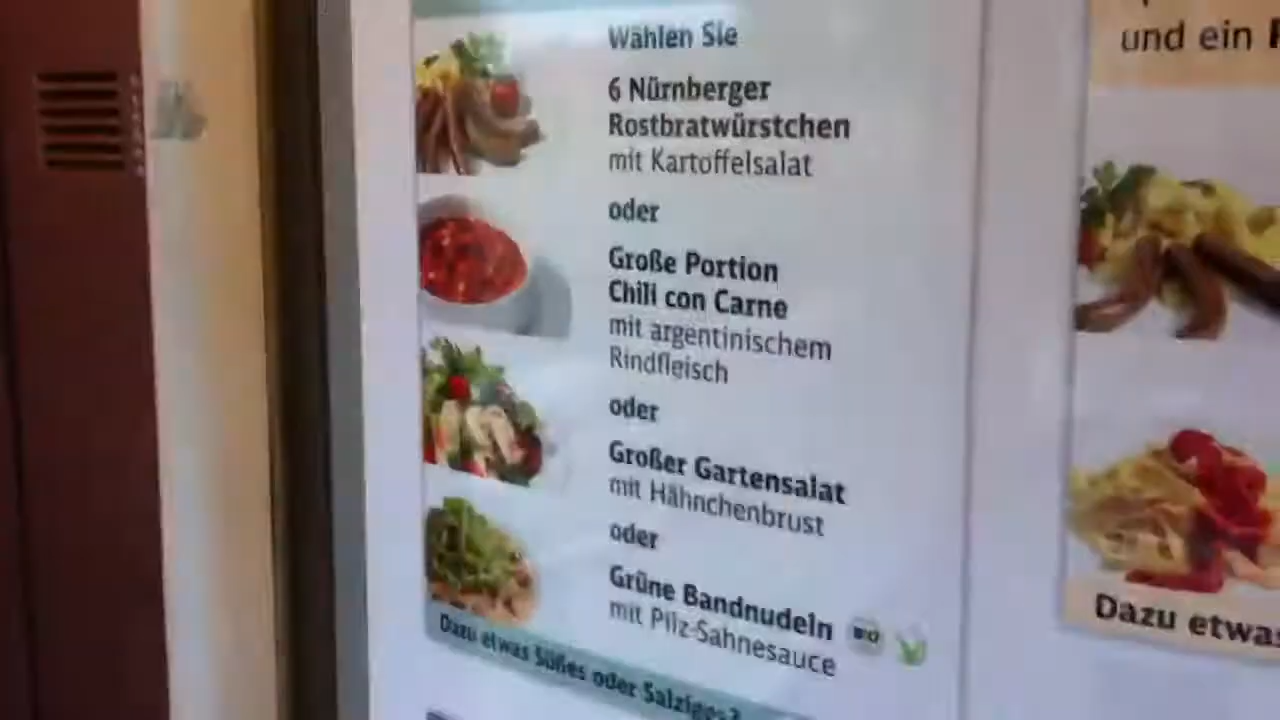 Wählen Sie
6 Nürnberger
Rostbratwürstchen
mit Kartoffelsalat
oder
Große Portion
Chili con Carne
mit argentinischem
Rindfleisch
oder
Großer Gartensalat
mit Hähnchenbrust
oder
Grüne Bandnudeln
mit Pilz-Sahnesauce
BIO
Dazu etwas Süßes oder Salziges?
und ein
Dazu etwas